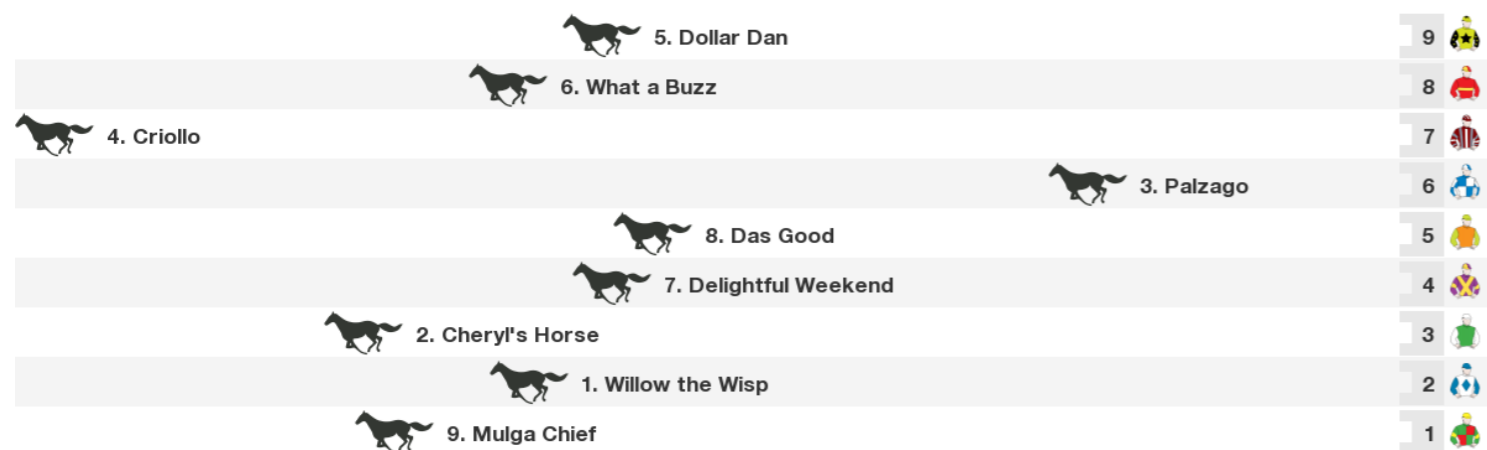 5. Dollar Dan 9
6. What a Buzz 8
4. Criollo 7
3. Palzago 6
8. Das Good 5
7. Delightful Weekend 4
2. Cheryl's Horse 3
1. Willow the Wisp 2
9. Mulga Chief 1